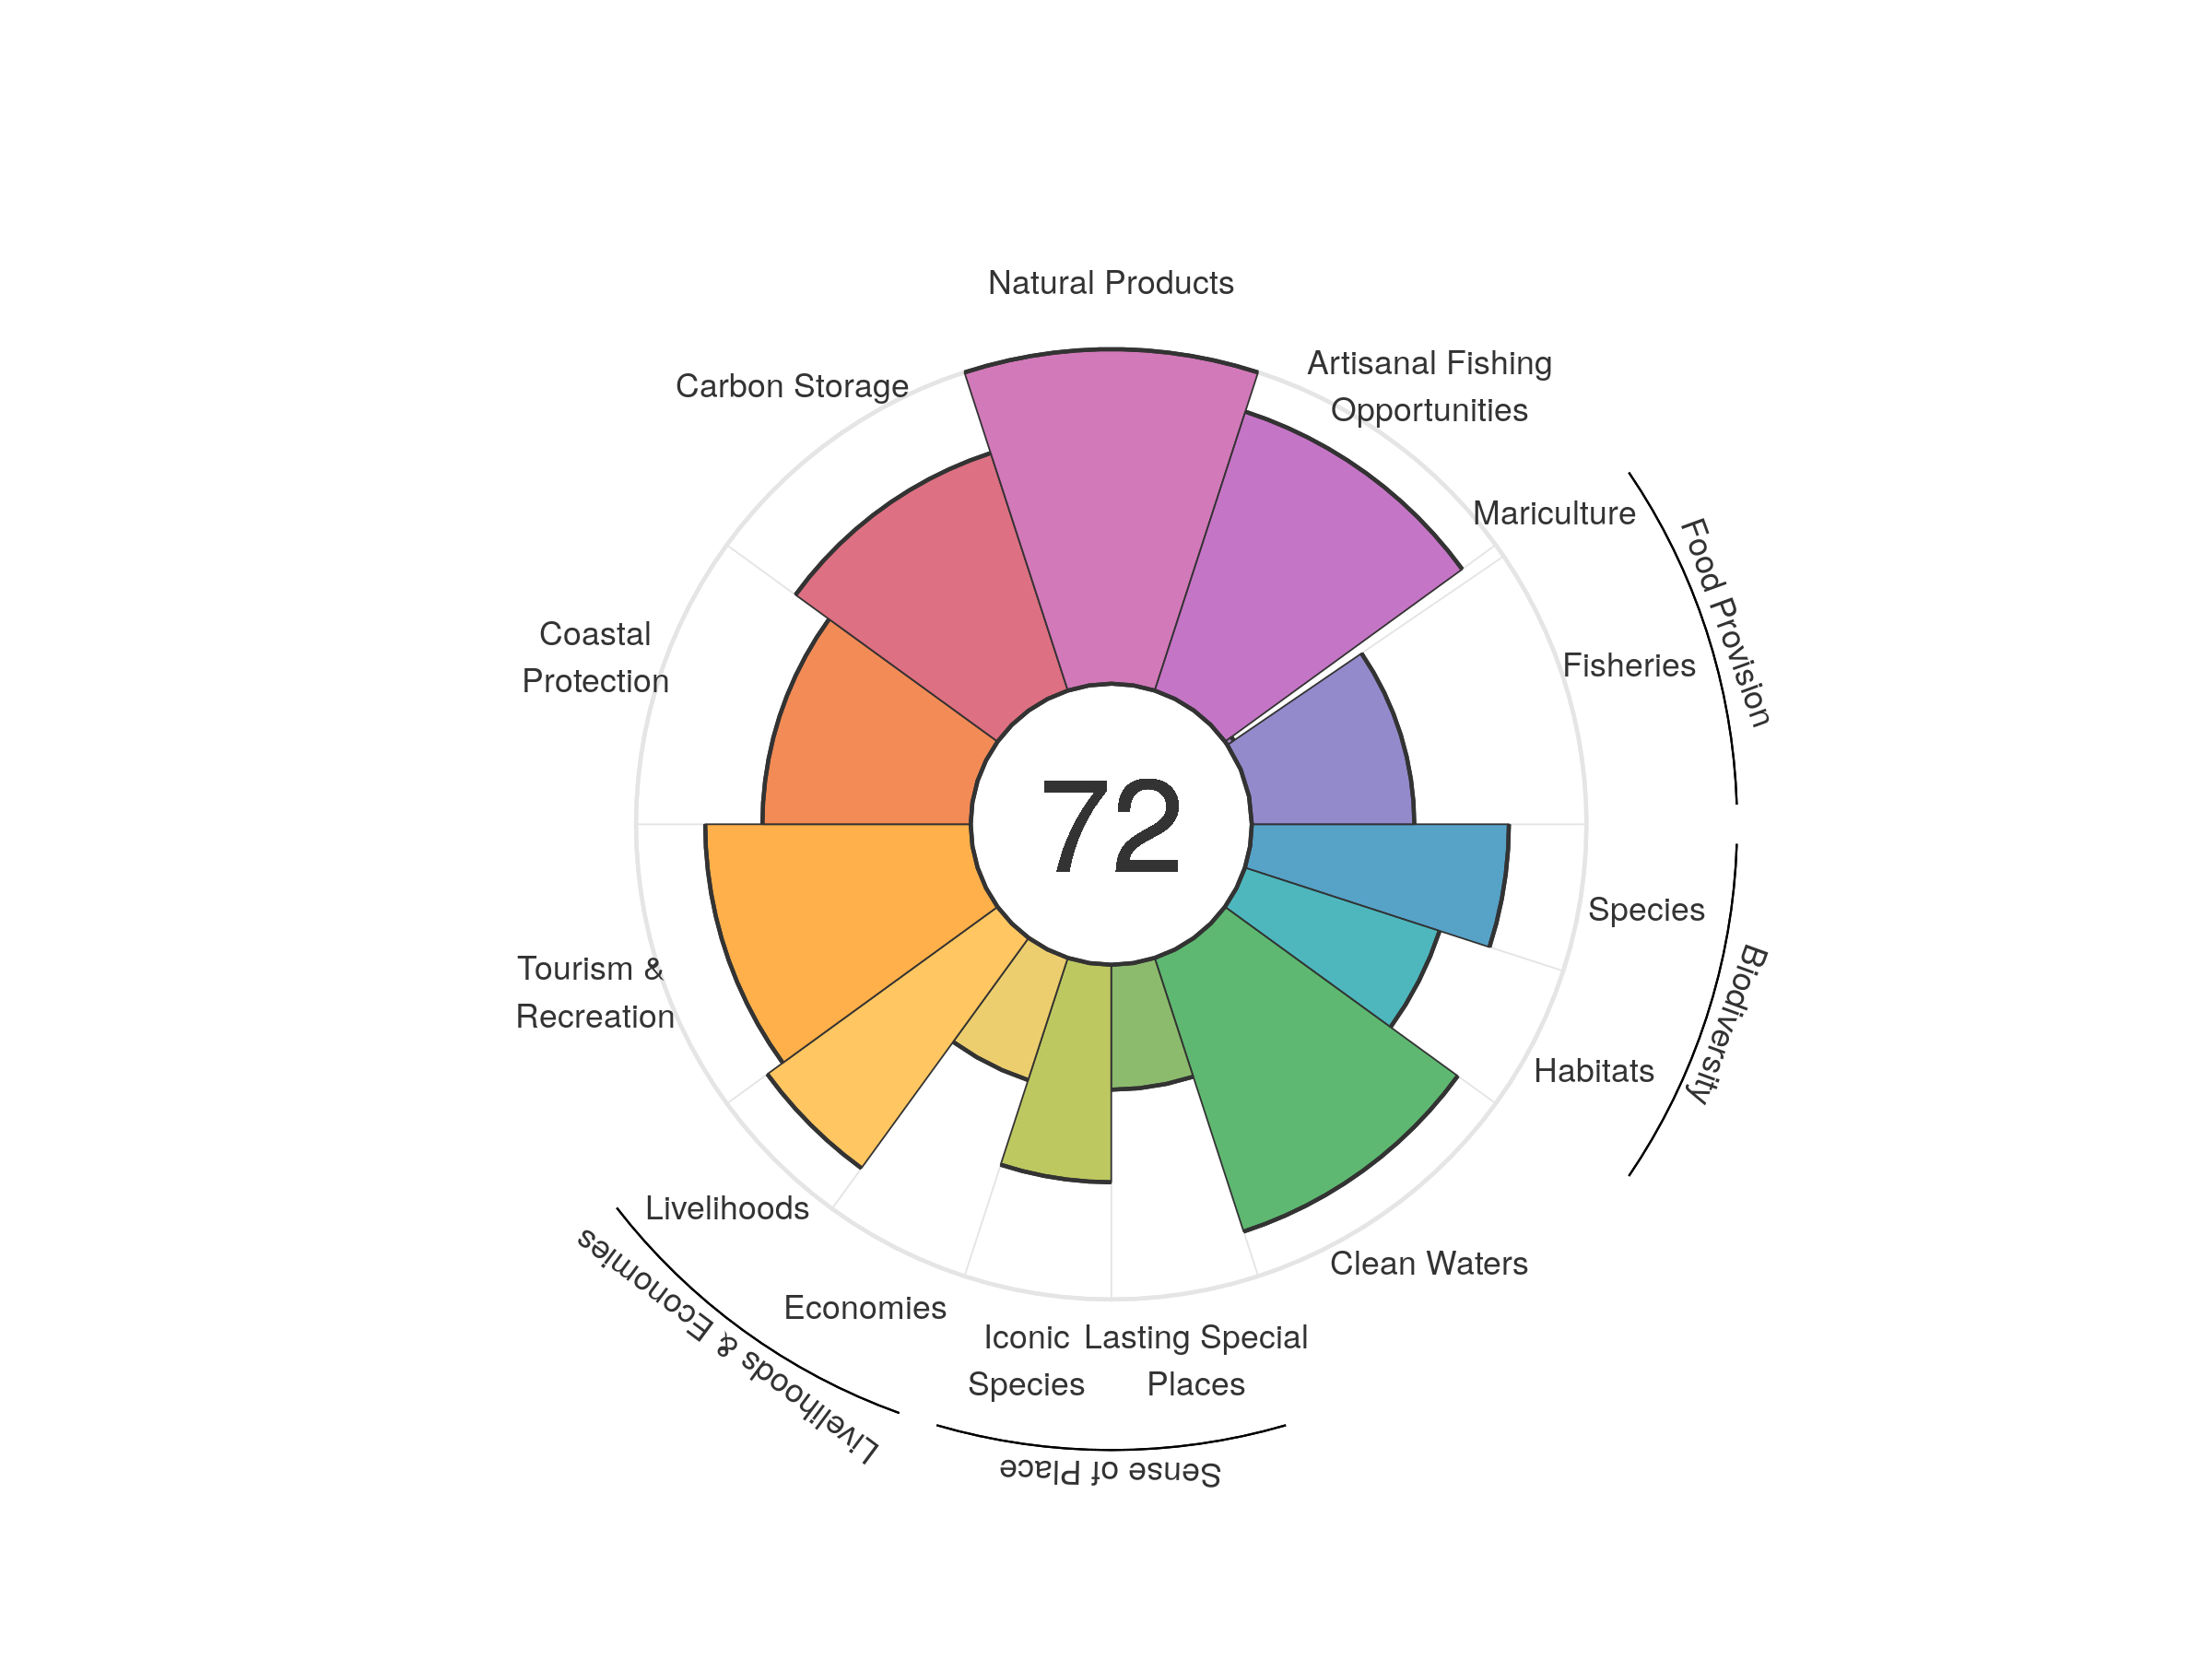 Natural Products
Artisanal Fishing
Opportunities
Carbon Storage
Mariculture
Food Provision
Fisheries
Coastal
Protection
72
Species
Biodiversity
Habitats
Tourism &
Recreation
Livelihoods
Clean Waters
Economies
Livelihoods & Economies
Iconic
Species
Lasting Special
Places
Sense of Place